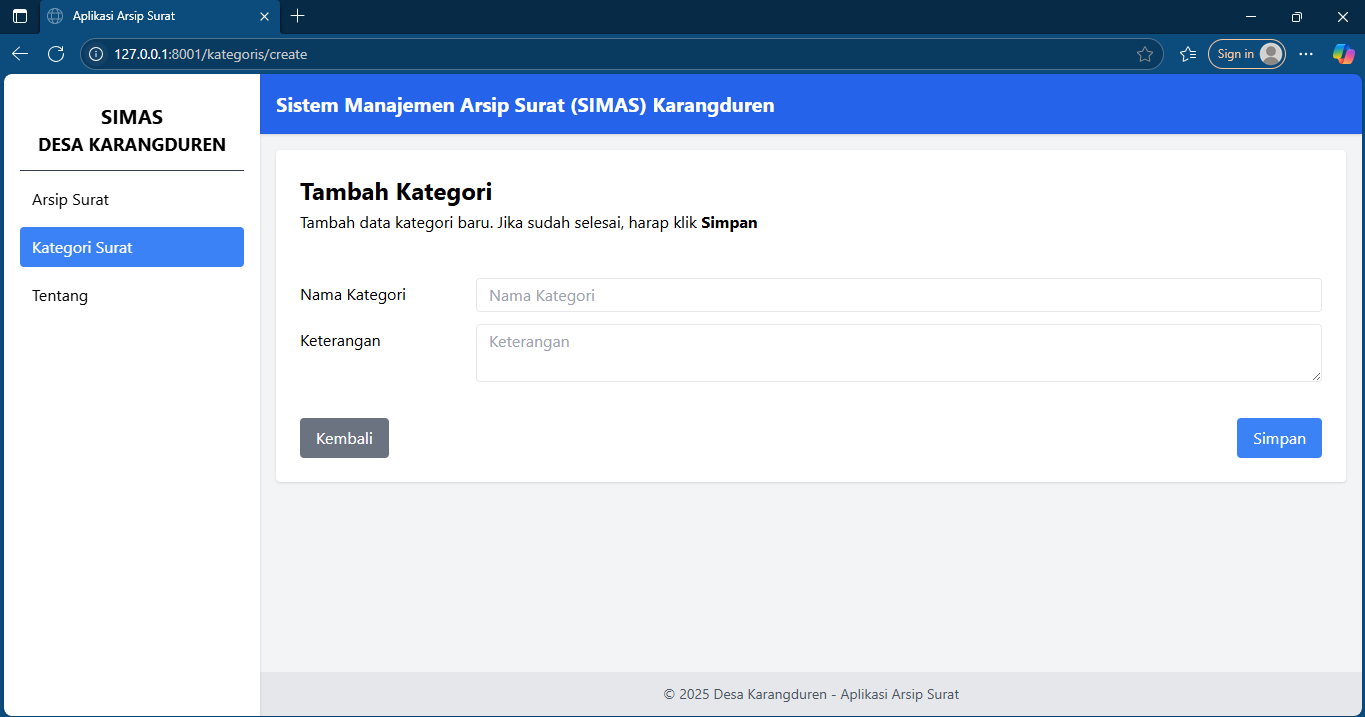 Aplikasi Arsip Surat
127.0.0.1:8001/kategoris/create
Sign in
SIMAS
DESA KARANGDUREN
Arsip Surat
Kategori Surat
Tentang
Sistem Manajemen Arsip Surat (SIMAS) Karangduren
Tambah Kategori
Tambah data kategori baru. Jika sudah selesai, harap klik Simpan
Nama Kategori
Nama Kategori
Keterangan
Keterangan
Kembali
Simpan
© 2025 Desa Karangduren - Aplikasi Arsip Surat